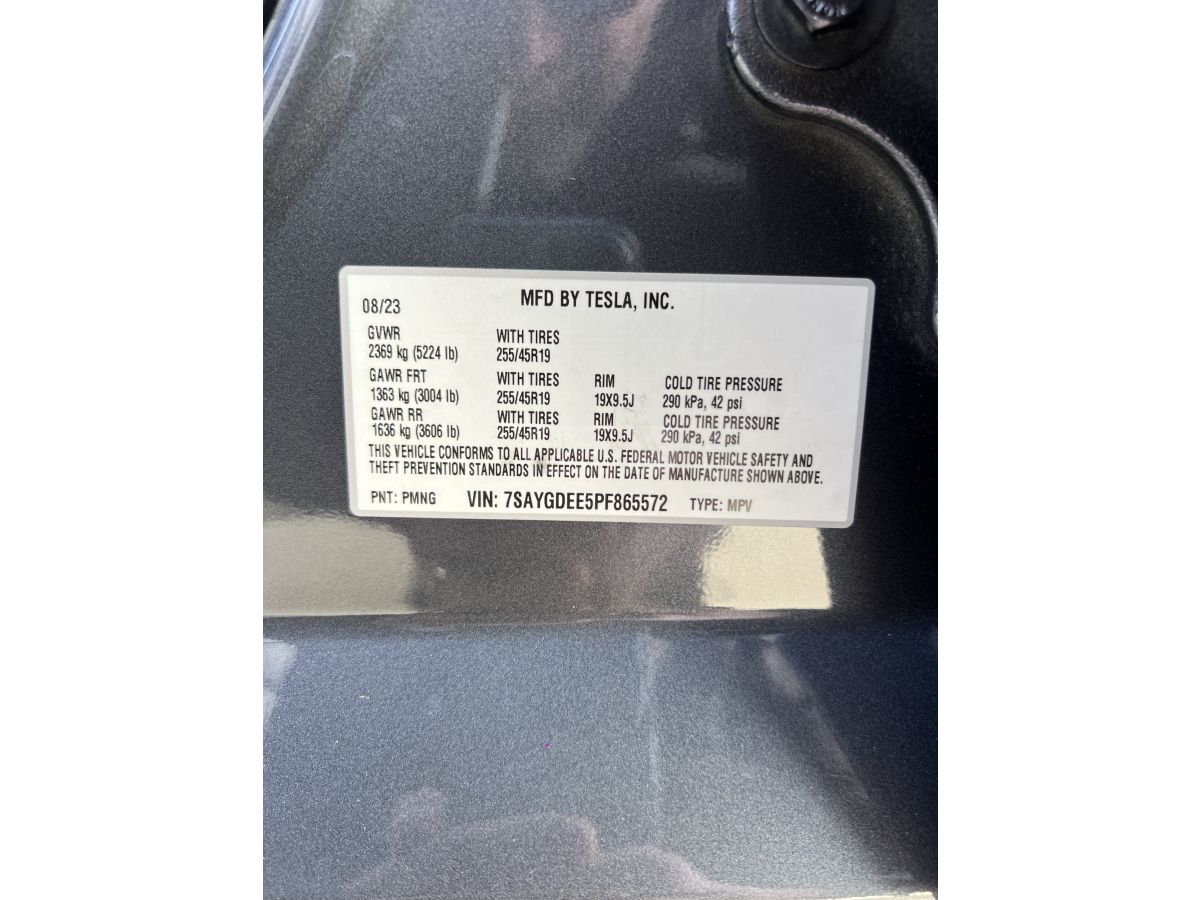 08/23 MFD BY TESLA, INC.
GVWR WITH TIRES
2369 kg (5224 lb) 255/45R19
GAWR FRT WITH TIRES RIM COLD TIRE PRESSURE
1363 kg (3004 lb) 255/45R19 19X9.5J 290 kPa, 42 psi
GAWR RR WITH TIRES RIM COLD TIRE PRESSURE
1636 kg (3606 lb) 255/45R19 19X9.5J 290 kPa, 42 psi
THIS VEHICLE CONFORMS TO ALL APPLICABLE U.S. FEDERAL MOTOR VEHICLE SAFETY AND
THEFT PREVENTION STANDARDS IN EFFECT ON THE DATE OF MANUFACTURE SHOWN ABOVE.
PNT: PMNG VIN: 7SAYGDEE5PF865572 TYPE: MPV